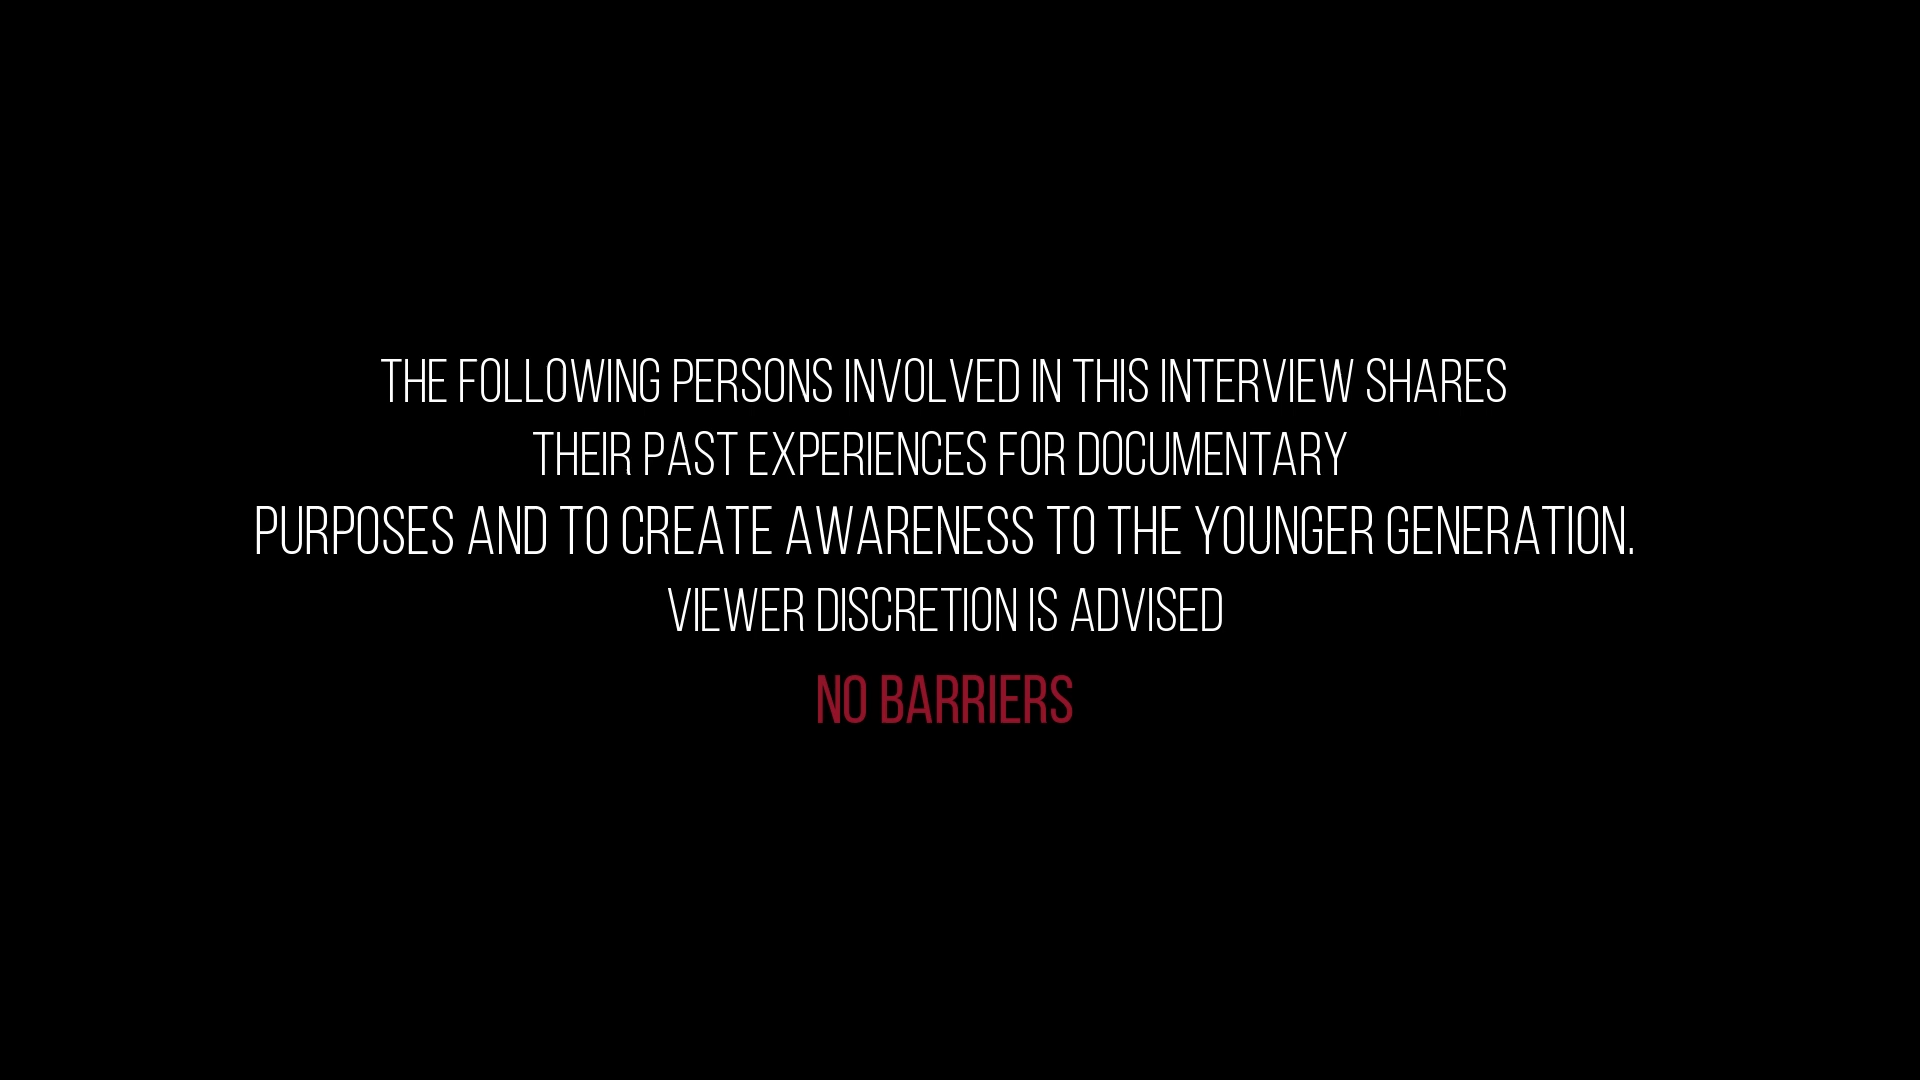 THE FOLLOWING PERSONS INVOLVED IN THIS INTERVIEW SHARES
THEIR PAST EXPERIENCES FOR DOCUMENTARY
PURPOSES AND TO CREATE AWARENESS TO THE YOUNGER GENERATION.
VIEWER DISCRETION IS ADVISED
NO BARRIERS